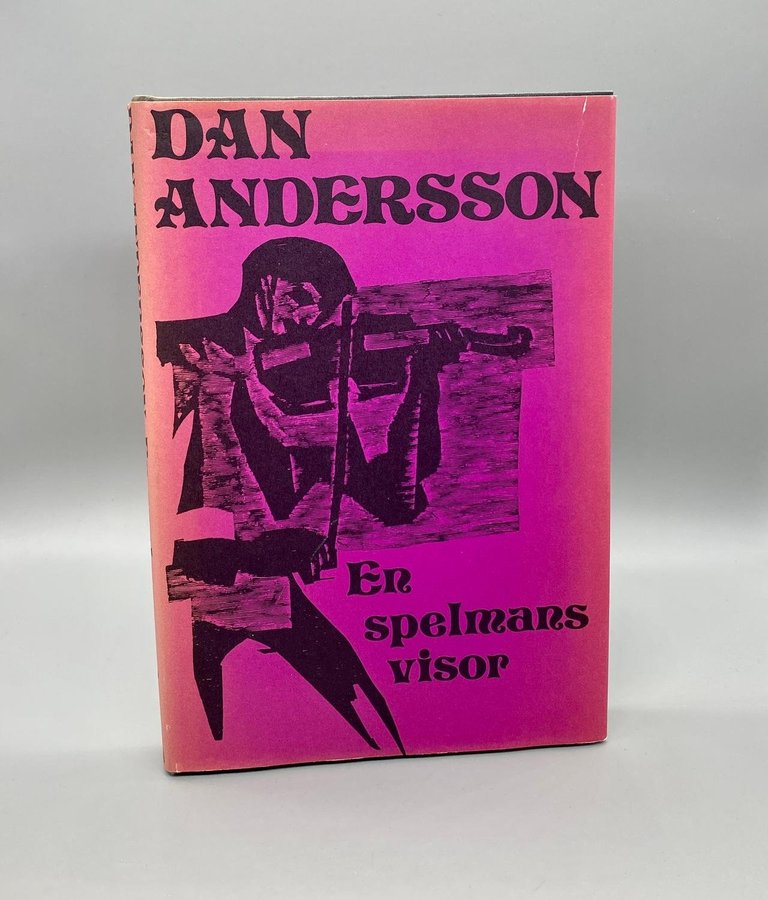 DAN
ANDERSSON
En
spelmans
visor